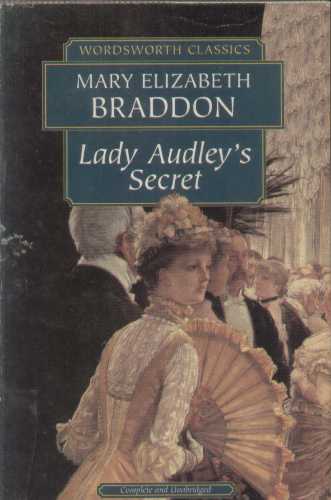 WORDSWORTH CLASSICS
MARY ELIZABETH
BRADDON
Lady Audley's
Secret
Complete and Unabridged